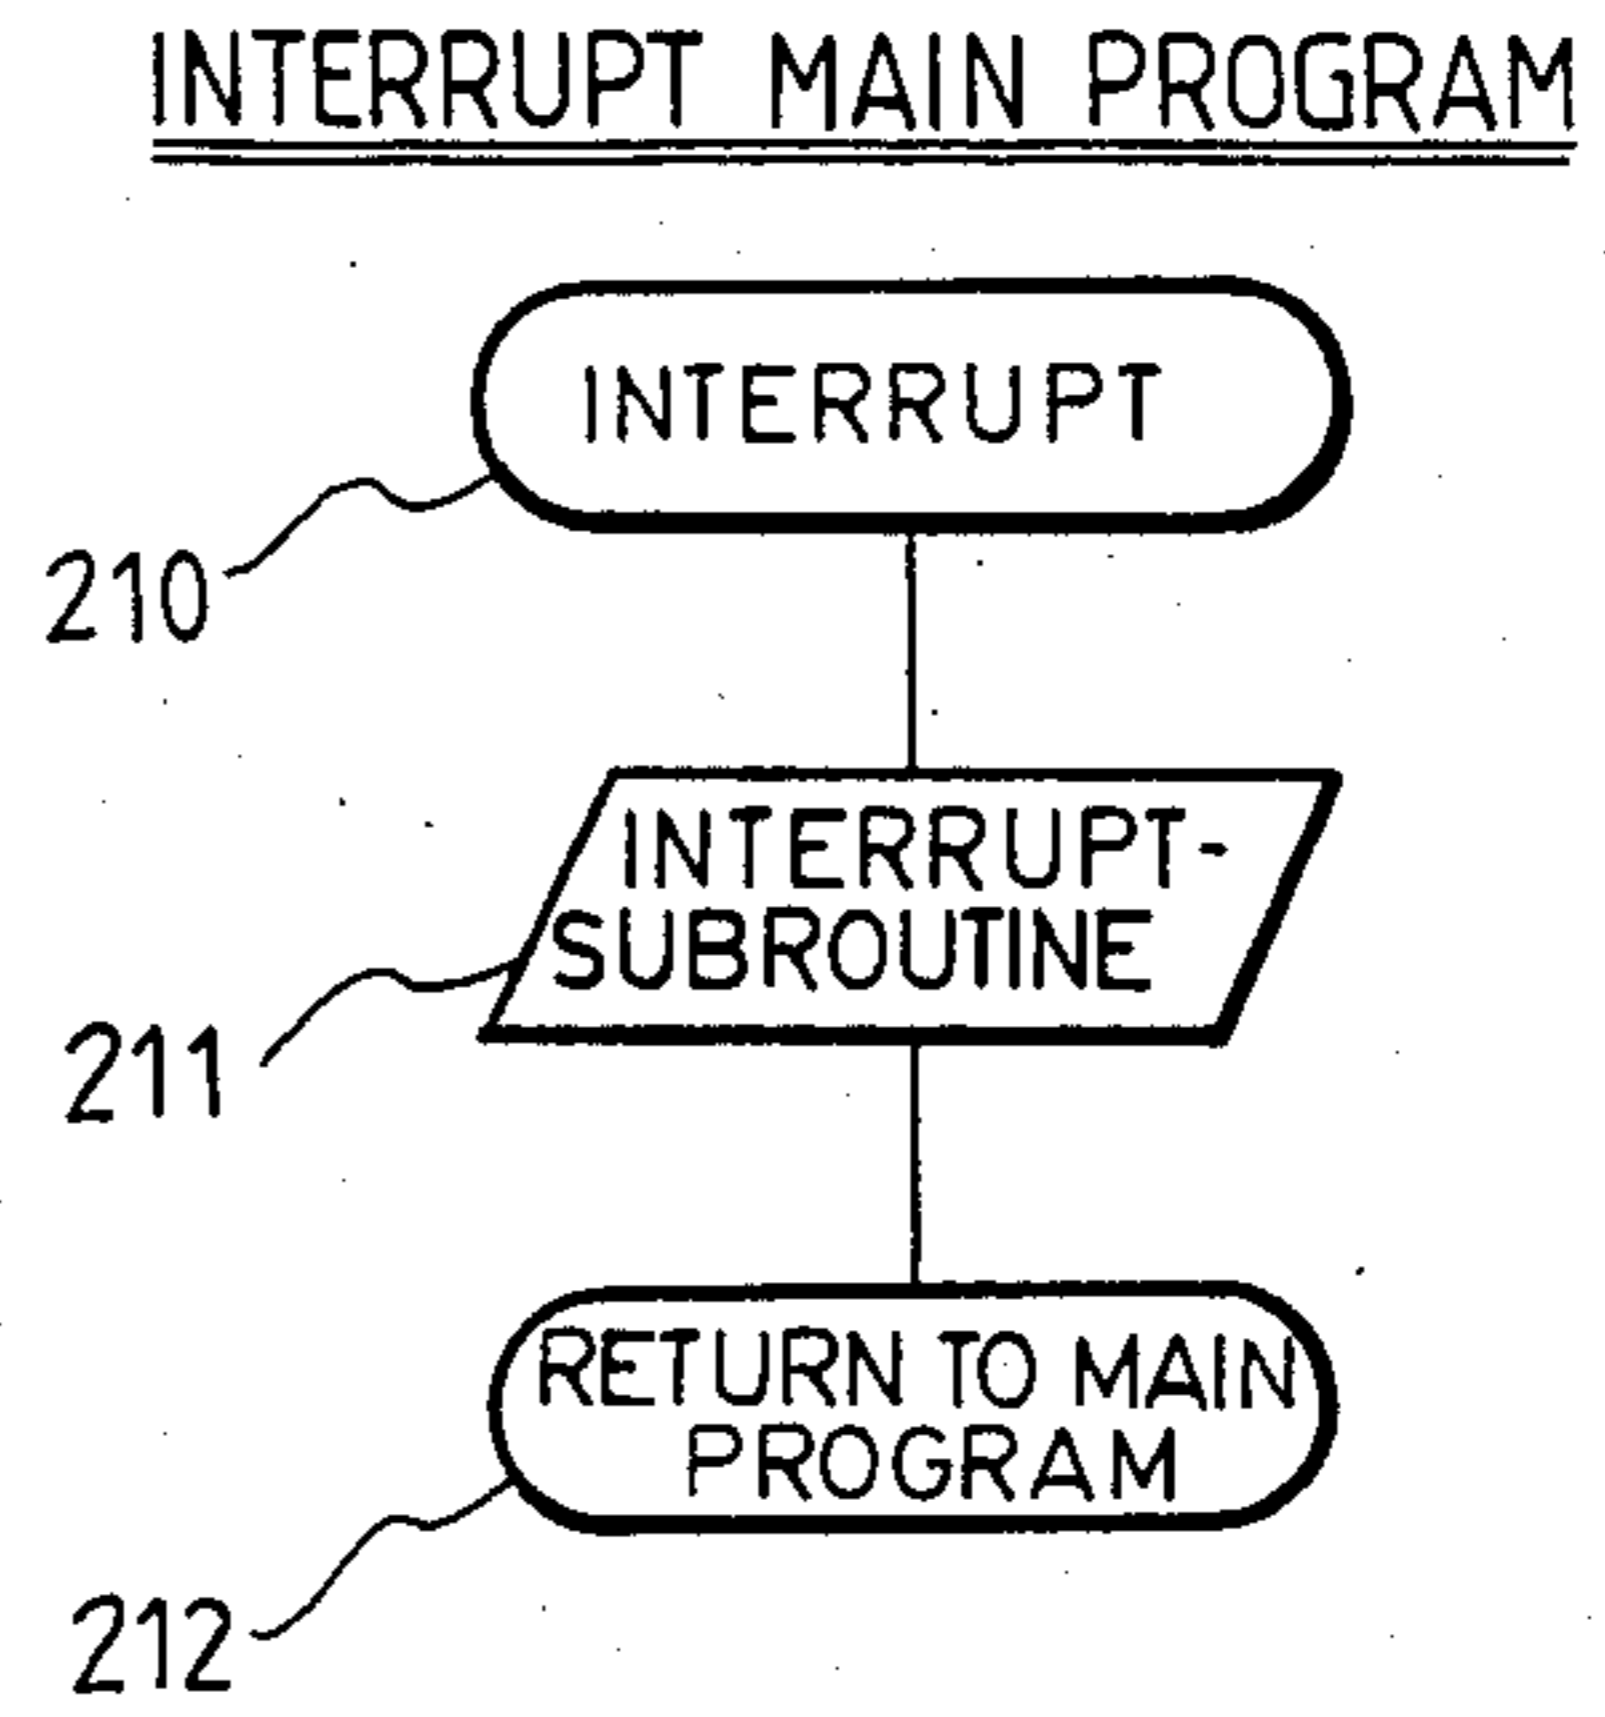 INTERRUPT MAIN PROGRAM
INTERRUPT
210
INTERRUPT-
SUBROUTINE
211
RETURN TO MAIN
PROGRAM
212